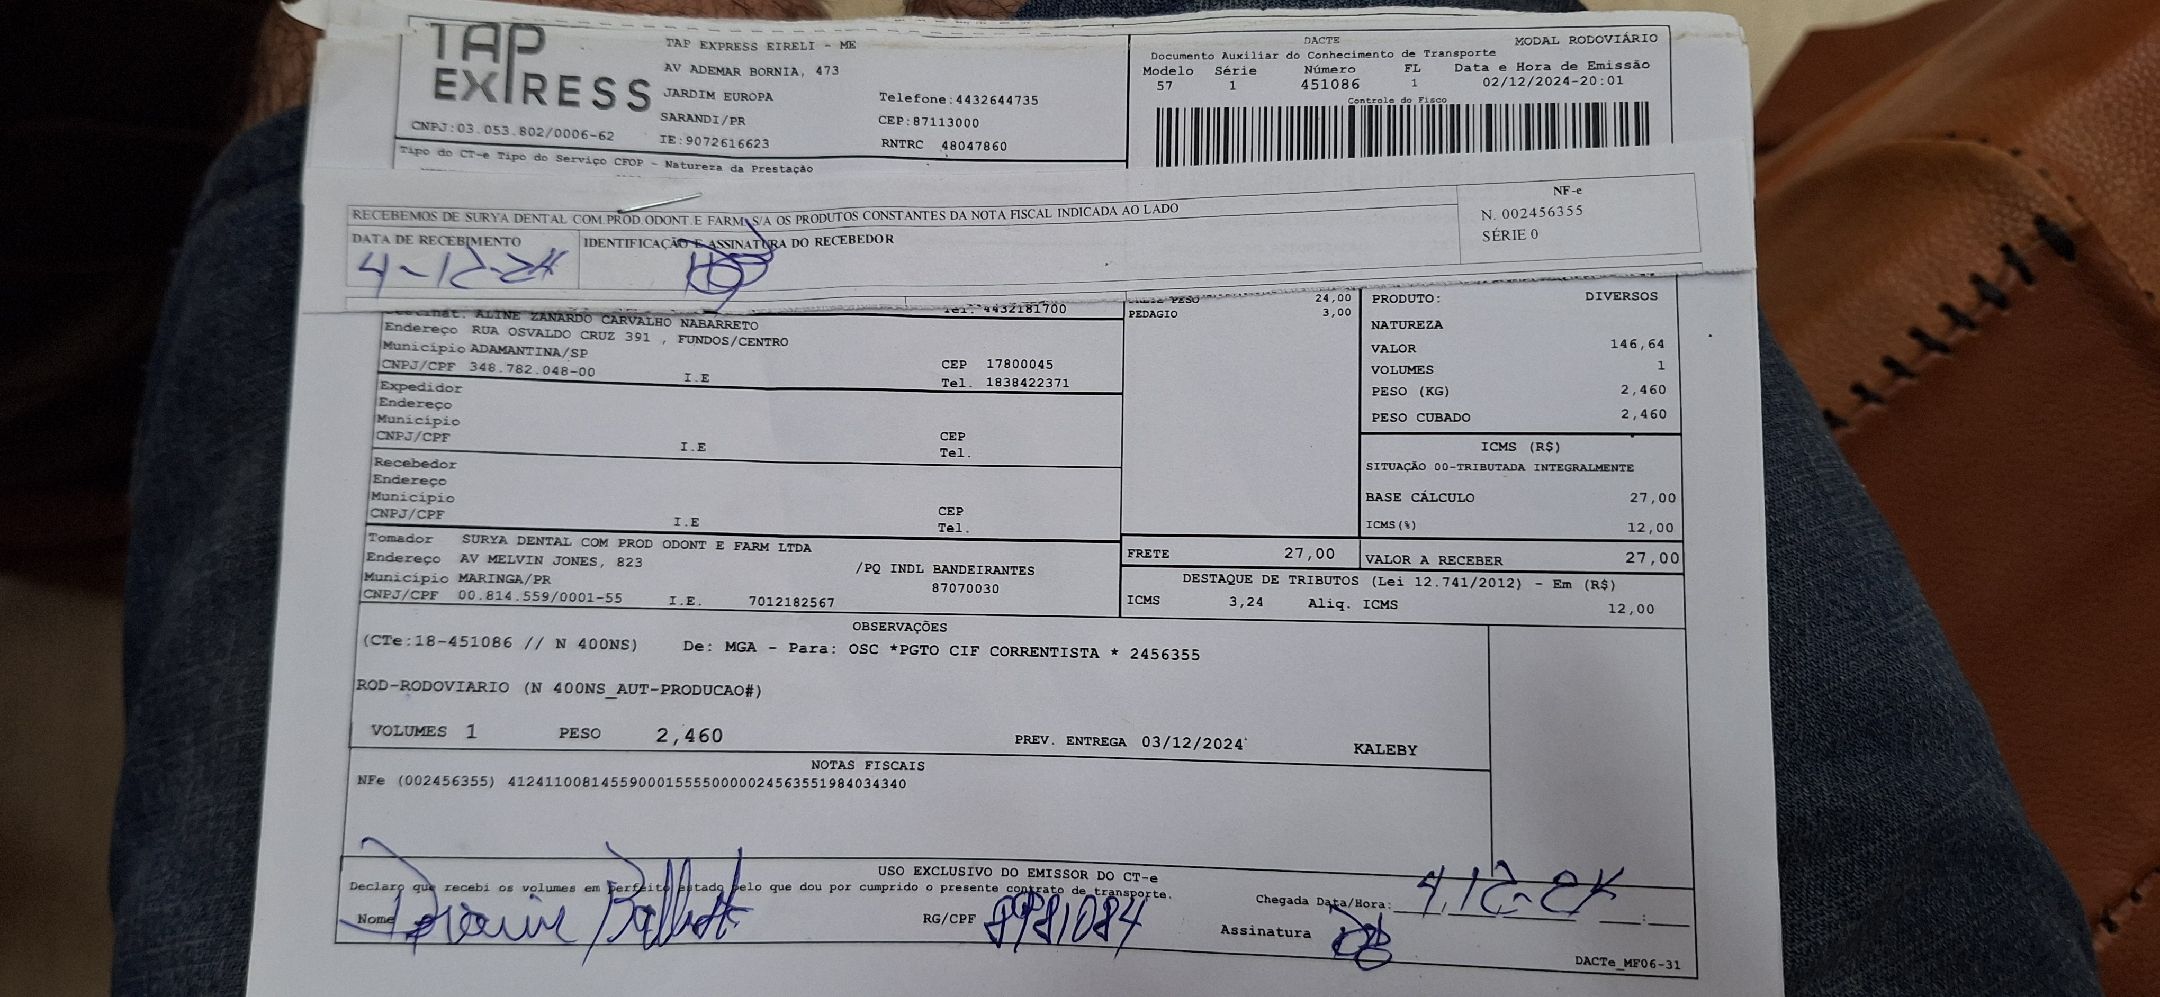 TAP
EXPRESS
CNPJ:03.053.802/0006-62
TAP EXPRESS EIRELI - ME
AV ADEMAR BORNIA, 473
JARDIM EUROPA
SARANDI/PR
IE:9072616623
Telefone:4432644735
CEP:87113000
RNTRC 48047860
DACTE MODAL RODOVIÁRIO
Documento Auxiliar do Conhecimento de Transporte
Modelo Série Número FL Data e Hora de Emissão
57 1 451086 1 02/12/2024-20:01
Controle do Fisco
Tipo do CT-e Tipo do Serviço CFOP - Natureza da Prestação
RECEBEMOS DE SURYA DENTAL COM.PROD.ODONT.E FARM.S/A OS PRODUTOS CONSTANTES DA NOTA FISCAL INDICADA AO LADO
DATA DE RECEBIMENTO
4-12-24
IDENTIFICAÇÃO E ASSINATURA DO RECEBEDOR
NF-e
N. 002456355
SÉRIE 0
Tel. 4432181700
ALINE ZANARDO CARVALHO NABARRETO
Endereço RUA OSVALDO CRUZ 391 , FUNDOS/CENTRO
Município ADAMANTINA/SP CEP 17800045
CNPJ/CPF 348.782.048-00 I.E Tel. 1838422371
Expedidor
Endereço
Município CEP
CNPJ/CPF I.E Tel.
Recebedor
Endereço
Município CEP
CNPJ/CPF I.E Tel.
Tomador SURYA DENTAL COM PROD ODONT E FARM LTDA
Endereço AV MELVIN JONES, 823 /PQ INDL BANDEIRANTES
Município MARINGA/PR 87070030
CNPJ/CPF 00.814.559/0001-55 I.E. 7012182567
PESO 24,00
PEDAGIO 3,00
PRODUTO: DIVERSOS
NATUREZA
VALOR 146,64
VOLUMES 1
PESO (KG) 2,460
PESO CUBADO 2,460
ICMS (R$)
SITUAÇÃO 00-TRIBUTADA INTEGRALMENTE
BASE CÁLCULO 27,00
ICMS(%) 12,00
FRETE 27,00 VALOR A RECEBER 27,00
DESTAQUE DE TRIBUTOS (Lei 12.741/2012) - Em (R$)
ICMS 3,24 Aliq. ICMS 12,00
OBSERVAÇÕES
(CTe:18-451086 // N 400NS) De: MGA - Para: OSC *PGTO CIF CORRENTISTA * 2456355
ROD-RODOVIARIO (N 400NS_AUT-PRODUCAO#)
VOLUMES 1 PESO 2,460 PREV. ENTREGA 03/12/2024 KALEBY
NOTAS FISCAIS
NFe (002456355) 41241100814559000155550000024563551984034340
USO EXCLUSIVO DO EMISSOR DO CT-e
Declaro que recebi os volumes em perfeito estado pelo que dou por cumprido o presente contrato de transporte.
Nome RG/CPF 8981084
Chegada Data/Hora: 4.12-24 __:__
Assinatura
DACTe_MF06-31